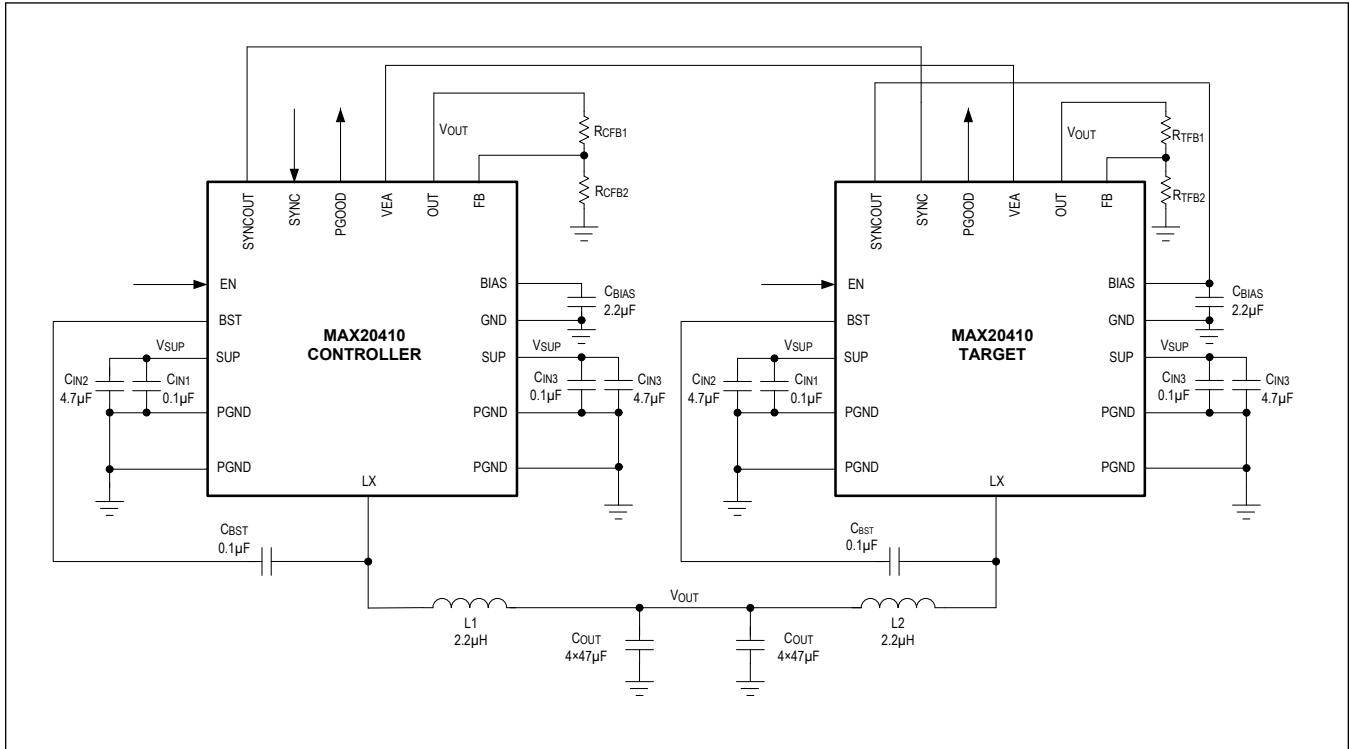 VOUT
RCFB1
RCFB2
SYNCOUT
SYNC
PGOOD
VEA
OUT
FB
EN
BST
VSUP
SUP
CIN2
4.7µF
CIN1
0.1µF
PGND
PGND
MAX20410
CONTROLLER
LX
BIAS
CBIAS
2.2µF
GND
SUP
VSUP
CIN3
0.1µF
CIN3
4.7µF
PGND
PGND
CBST
0.1µF
VOUT
RTFB1
RTFB2
SYNCOUT
SYNC
PGOOD
VEA
OUT
FB
EN
BST
VSUP
SUP
CIN2
4.7µF
CIN1
0.1µF
PGND
PGND
MAX20410
TARGET
LX
BIAS
CBIAS
2.2µF
GND
SUP
VSUP
CIN3
0.1µF
CIN3
4.7µF
PGND
PGND
CBST
0.1µF
L1
2.2µH
VOUT
COUT
4×47µF
COUT
4×47µF
L2
2.2µH